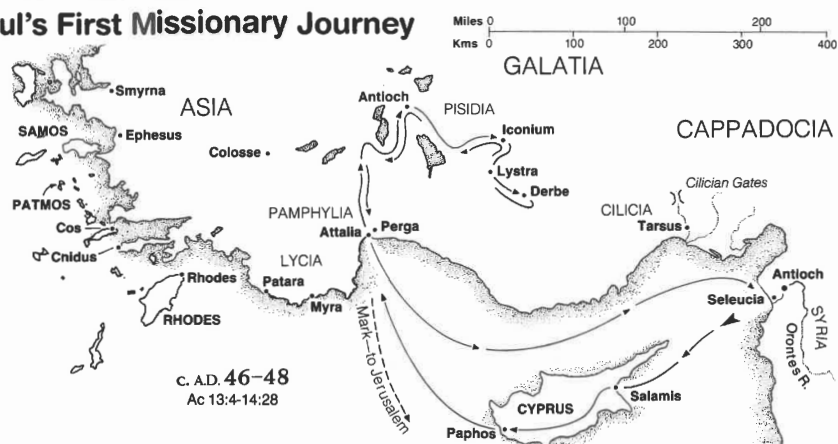 ul's First Missionary Journey
Miles 0 100 200
Kms 0 100 200 300 400
GALATIA
Smyrna
ASIA
Antioch
PISIDIA
Iconium
CAPPADOCIA
SAMOS
Ephesus
Colosse
Lystra
Derbe
Cilician Gates
PATMOS
Cos
PAMPHYLIA
Perga
Attalia
CILICIA
Tarsus
Cnidus
LYCIA
Rhodes
Patara
Antioch
Seleucia
RHODES
Myra
SYRIA
Orontes R.
Mark—to Jerusalem
c. A.D. 46–48
Ac 13:4-14:28
CYPRUS
Salamis
Paphos